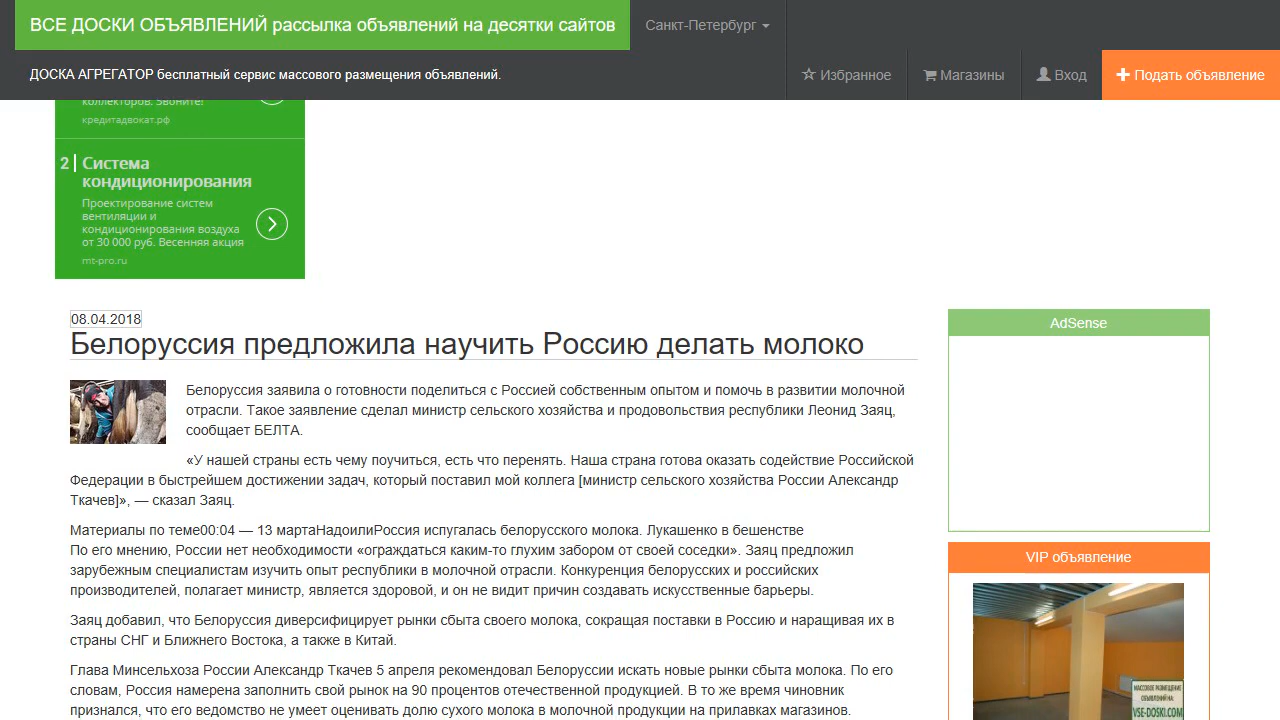 ВСЕ ДОСКИ ОБЪЯВЛЕНИЙ рассылка объявлений на десятки сайтов
Санкт-Петербург
ДОСКА АГРЕГАТОР бесплатный сервис массового размещения объявлений.
Избранное
Магазины
Вход
Подать объявление
коллекторов. Звоните!
кредитадвокат.рф
2
Система
кондиционирования
Проектирование систем
вентиляции и
кондиционирования воздуха
от 30 000 руб. Весенняя акция
mt-pro.ru
08.04.2018
Белоруссия предложила научить Россию делать молоко
Белоруссия заявила о готовности поделиться с Россией собственным опытом и помочь в развитии молочной
отрасли. Такое заявление сделал министр сельского хозяйства и продовольствия республики Леонид Заяц,
сообщает БЕЛТА.
«У нашей страны есть чему поучиться, есть что перенять. Наша страна готова оказать содействие Российской
Федерации в быстрейшем достижении задач, который поставил мой коллега [министр сельского хозяйства России Александр
Ткачев]», — сказал Заяц.
Материалы по теме00:04 — 13 мартаНадоилиРоссия испугалась белорусского молока. Лукашенко в бешенстве
По его мнению, России нет необходимости «ограждаться каким-то глухим забором от своей соседки». Заяц предложил
зарубежным специалистам изучить опыт республики в молочной отрасли. Конкуренция белорусских и российских
производителей, полагает министр, является здоровой, и он не видит причин создавать искусственные барьеры.
Заяц добавил, что Белоруссия диверсифицирует рынки сбыта своего молока, сокращая поставки в Россию и наращивая их в
страны СНГ и Ближнего Востока, а также в Китай.
Глава Минсельхоза России Александр Ткачев 5 апреля рекомендовал Белоруссии искать новые рынки сбыта молока. По его
словам, Россия намерена заполнить свой рынок на 90 процентов отечественной продукцией. В то же время чиновник
признался, что его ведомство не умеет оценивать долю сухого молока в молочной продукции на прилавках магазинов.
AdSense
VIP объявление
МАССОВОЕ РАЗМЕЩЕНИЕ
ОБЪЯВЛЕНИЙ НА:
VSE-DOSKI.COM